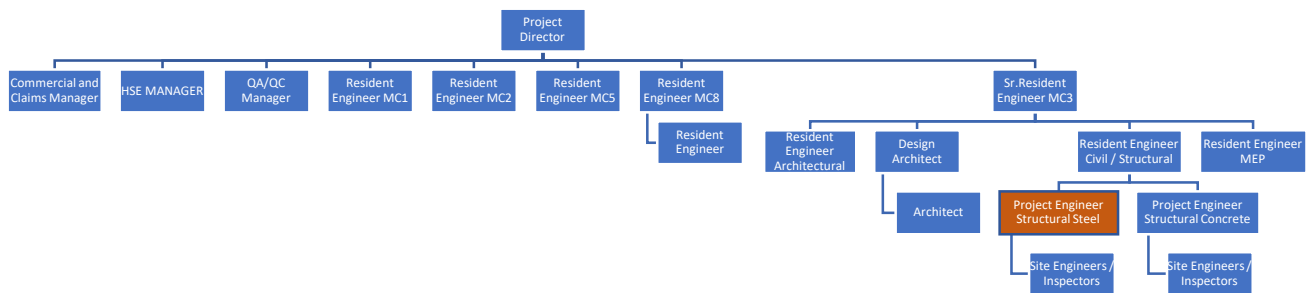 Project
Director
Commercial and
Claims Manager
HSE MANAGER
QA/QC
Manager
Resident
Engineer MC1
Resident
Engineer MC2
Resident
Engineer MC5
Resident
Engineer MC8
Sr.Resident
Engineer MC3
Resident
Engineer
Resident
Engineer
Architectural
Design
Architect
Resident Engineer
Civil / Structural
Resident Engineer
MEP
Architect
Project Engineer
Structural Steel
Project Engineer
Structural Concrete
Site Engineers /
Inspectors
Site Engineers /
Inspectors